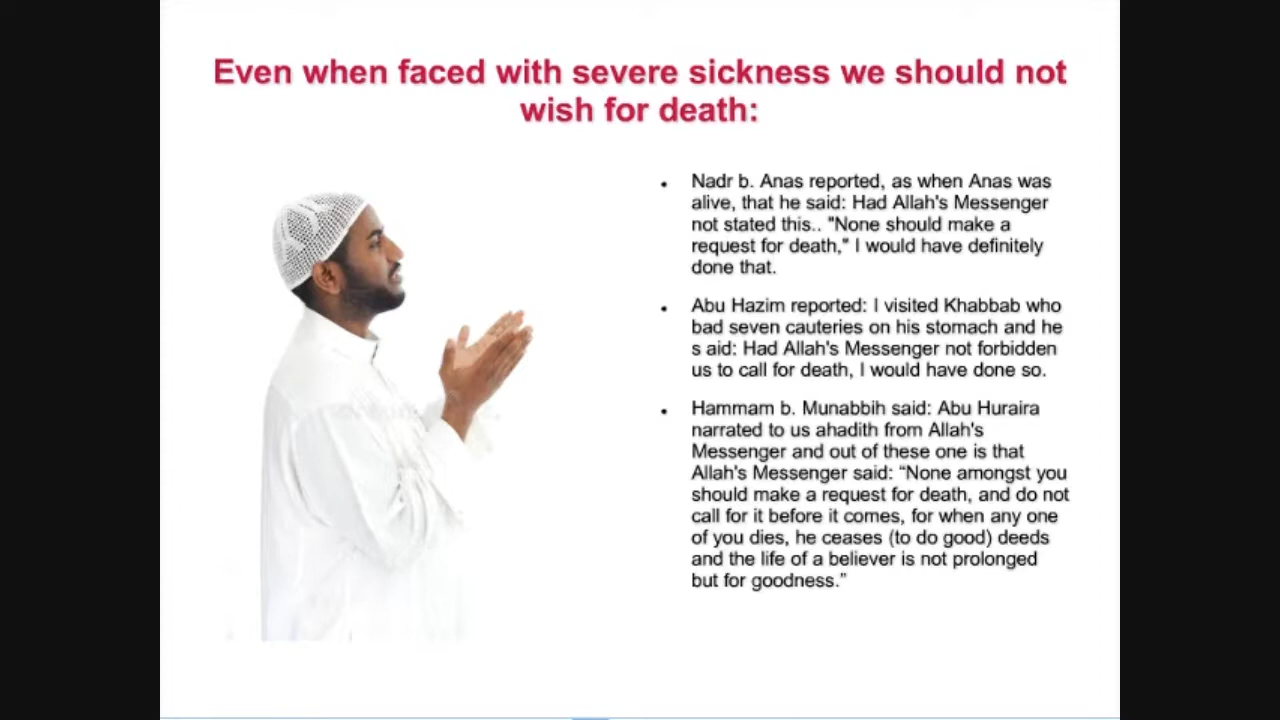 Even when faced with severe sickness we should not
wish for death:
• Nadr b. Anas reported, as when Anas was
alive, that he said: Had Allah's Messenger
not stated this.. "None should make a
request for death," I would have definitely
done that.
• Abu Hazim reported: I visited Khabbab who
bad seven cauteries on his stomach and he
s aid: Had Allah's Messenger not forbidden
us to call for death, I would have done so.
• Hammam b. Munabbih said: Abu Huraira
narrated to us ahadith from Allah's
Messenger and out of these one is that
Allah's Messenger said: “None amongst you
should make a request for death, and do not
call for it before it comes, for when any one
of you dies, he ceases (to do good) deeds
and the life of a believer is not prolonged
but for goodness.”